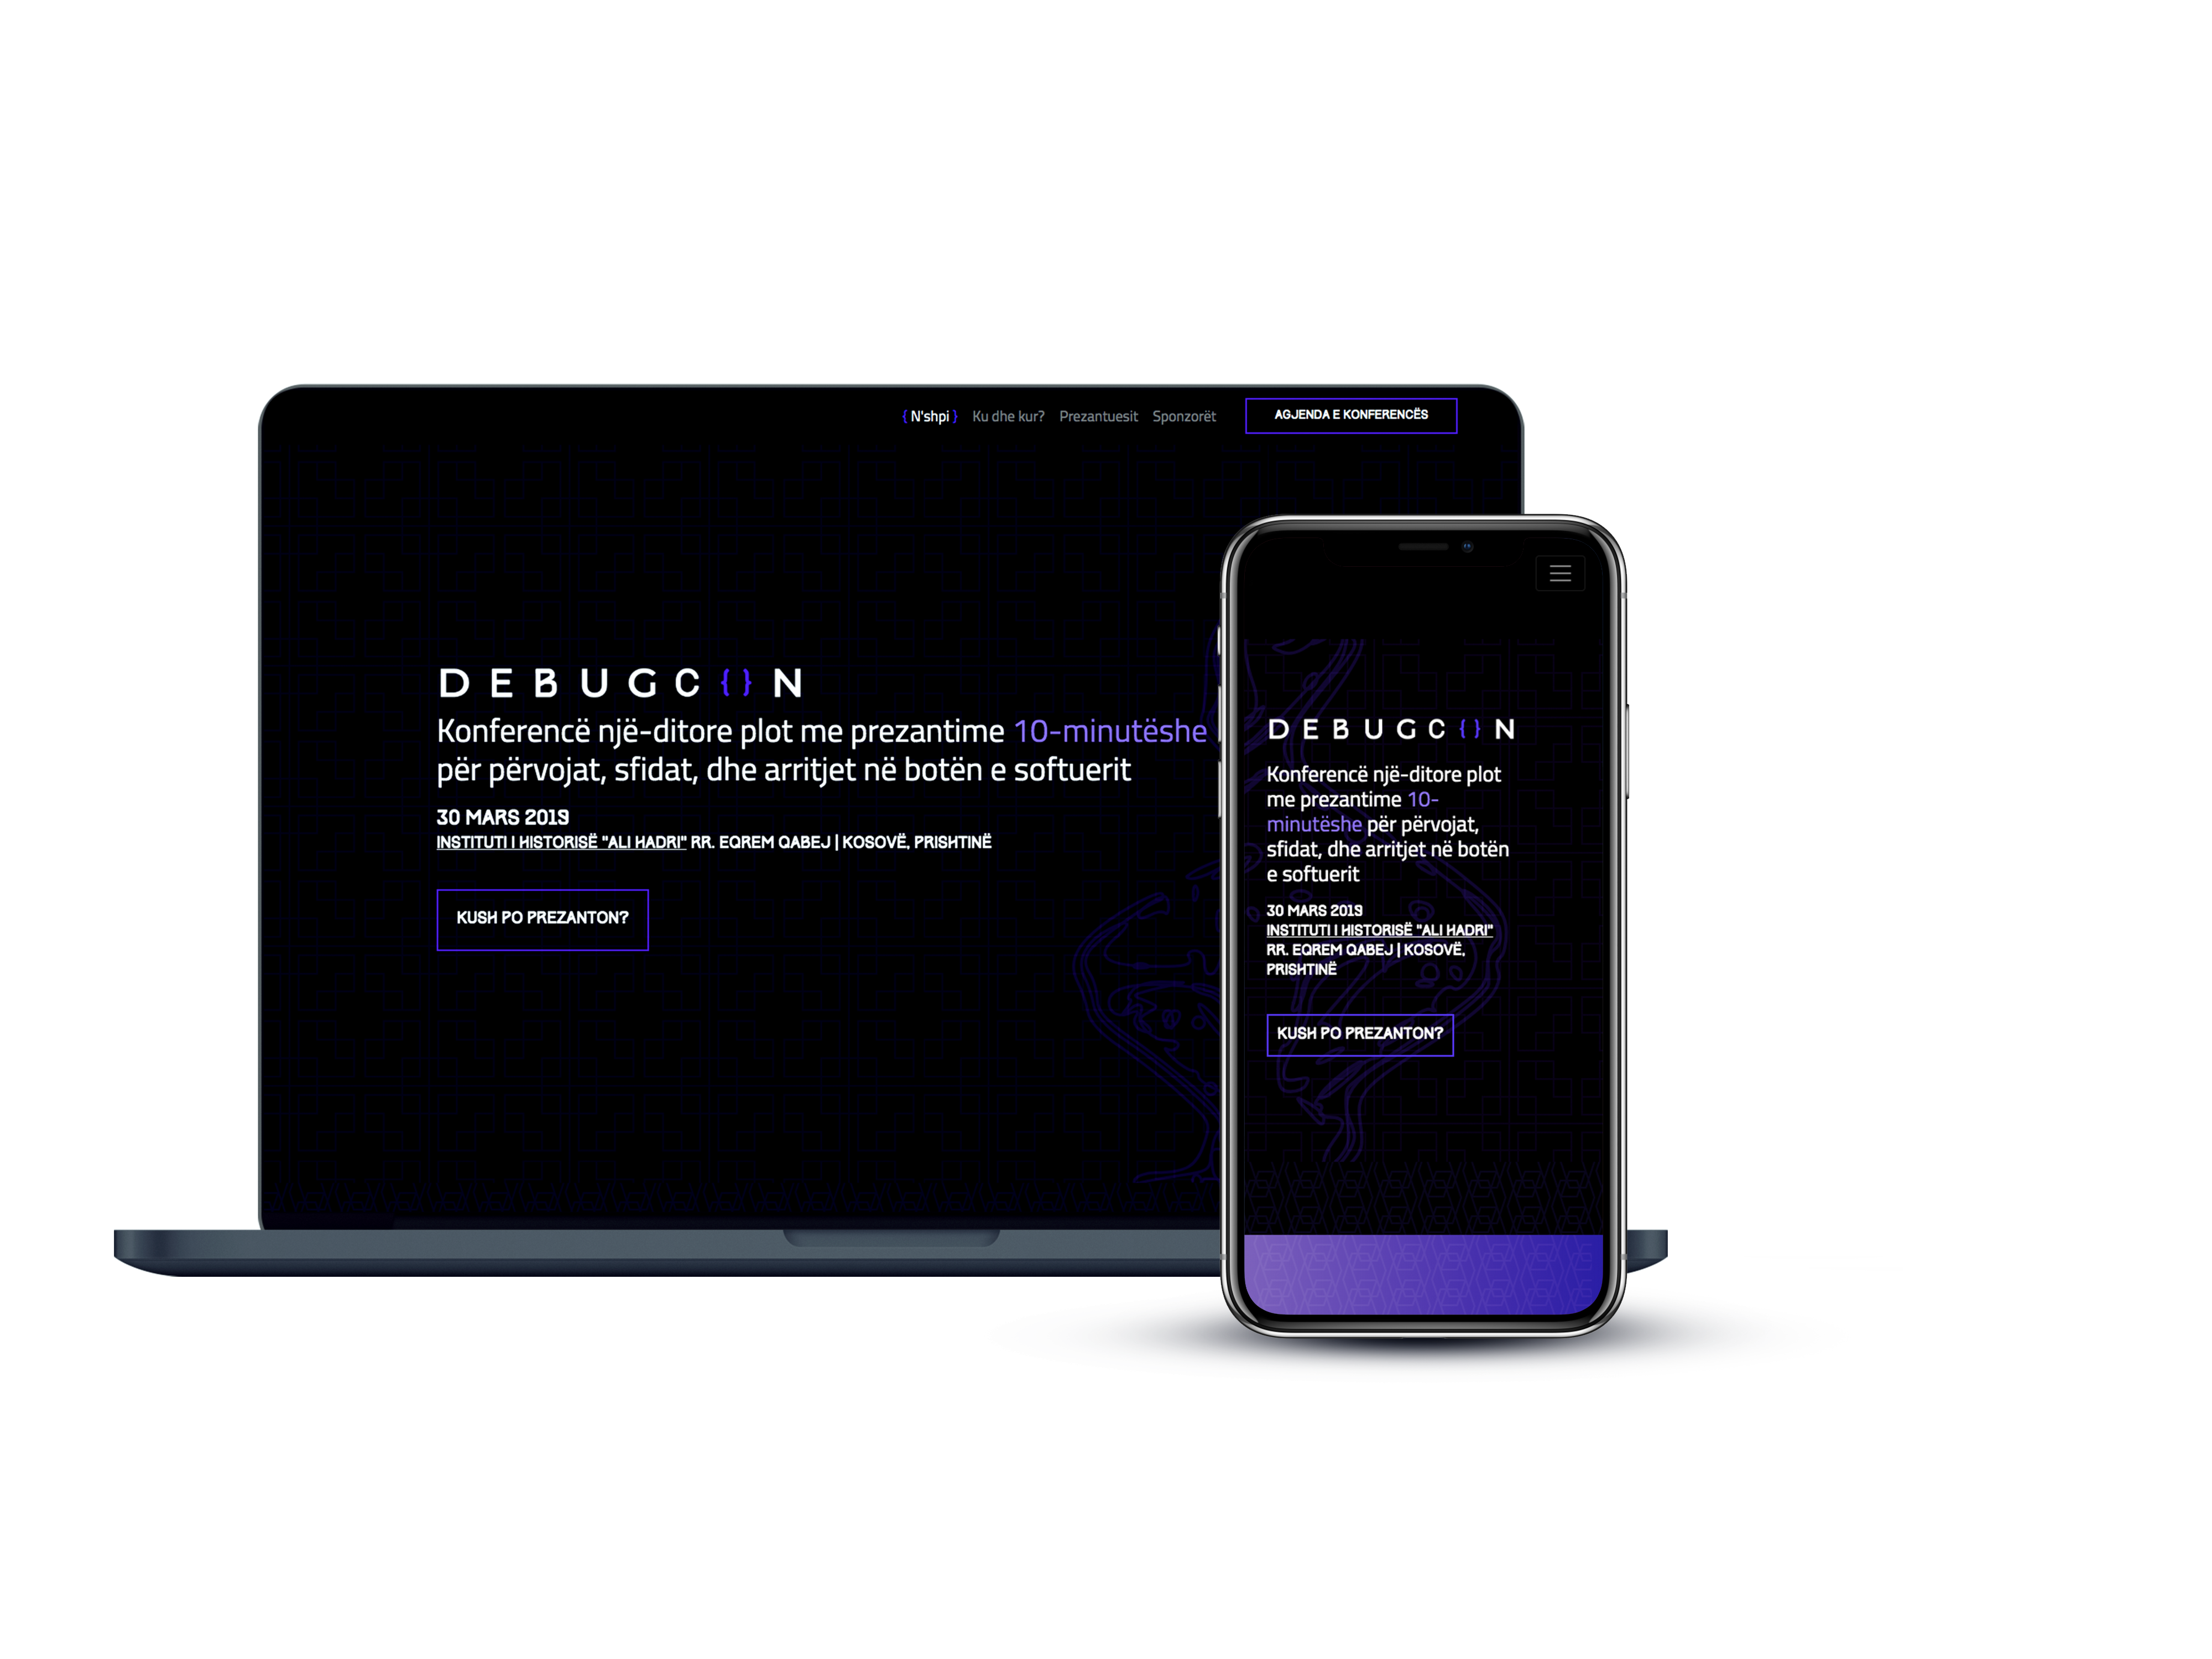 { N'shpi } Ku dhe kur? Prezantuesit Sponzorët AGJENDA E KONFERENCËS
DEBUGC{}N
Konferencë një-ditore plot me prezantime 10-minutëshe
për përvojat, sfidat, dhe arritjet në botën e softuerit
30 MARS 2019
INSTITUTI I HISTORISË "ALI HADRI" RR. EQREM QABEJ | KOSOVË, PRISHTINË
KUSH PO PREZANTON?
DEBUGC{}N
Konferencë një-ditore plot
me prezantime 10-
minutëshe për përvojat,
sfidat, dhe arritjet në botën
e softuerit
30 MARS 2019
INSTITUTI I HISTORISË "ALI HADRI"
RR. EQREM QABEJ | KOSOVË,
PRISHTINË
KUSH PO PREZANTON?